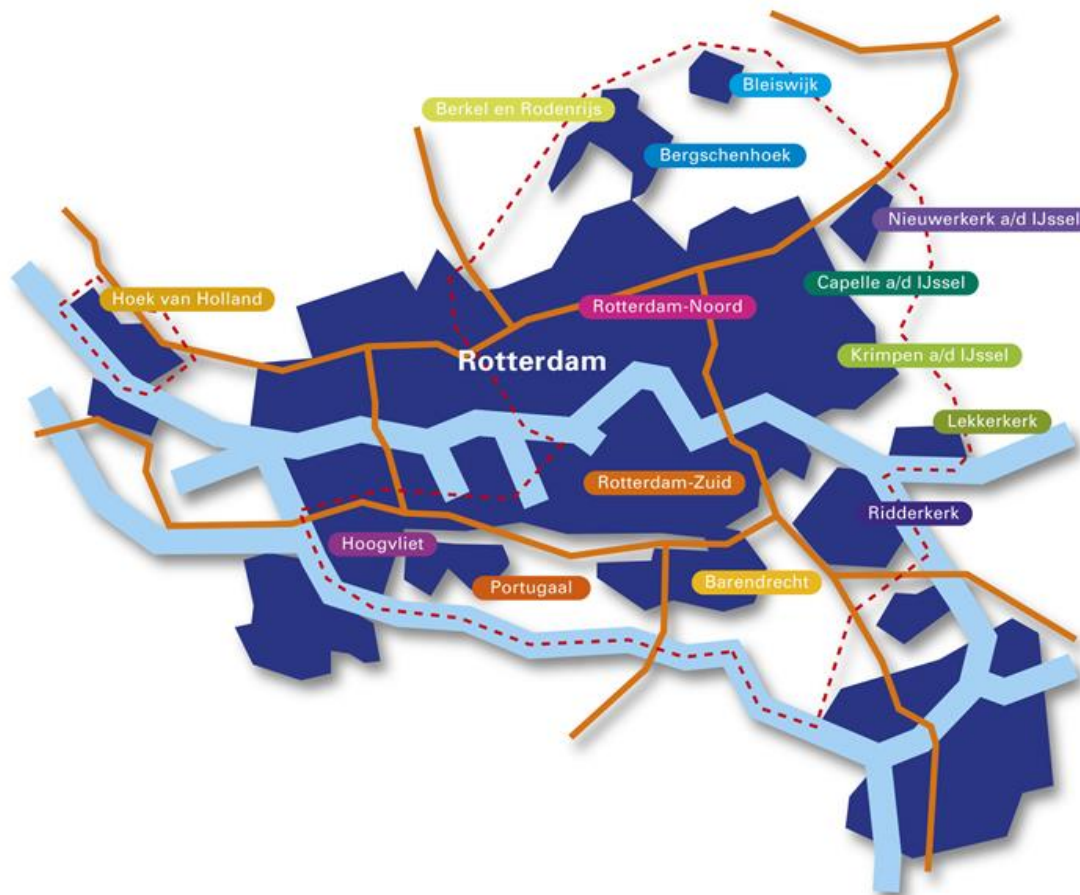 Bleiswijk
Berkel en Rodenrijs
Bergschenhoek
Nieuwerkerk a/d IJssel
Capelle a/d IJssel
Hoek van Holland
Rotterdam-Noord
Rotterdam
Krimpen a/d IJssel
Lekkerkerk
Rotterdam-Zuid
Ridderkerk
Hoogvliet
Portugaal
Barendrecht